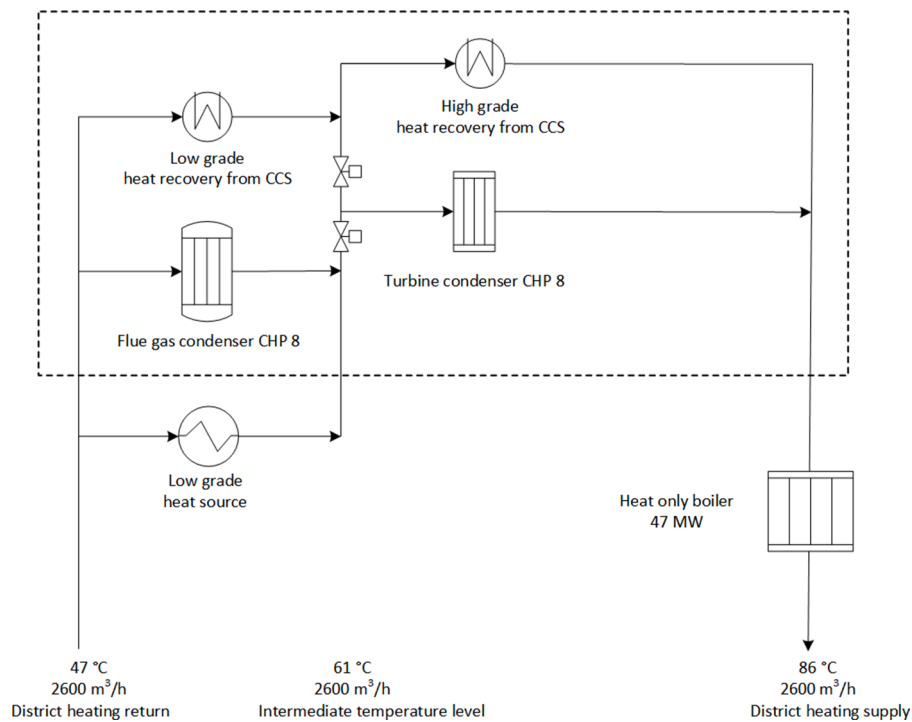 High grade
heat recovery from CCS
Low grade
heat recovery from CCS
Turbine condenser CHP 8
Flue gas condenser CHP 8
Low grade
heat source
Heat only boiler
47 MW
47 °C
2600 m³/h
District heating return
61 °C
2600 m³/h
Intermediate temperature level
86 °C
2600 m³/h
District heating supply